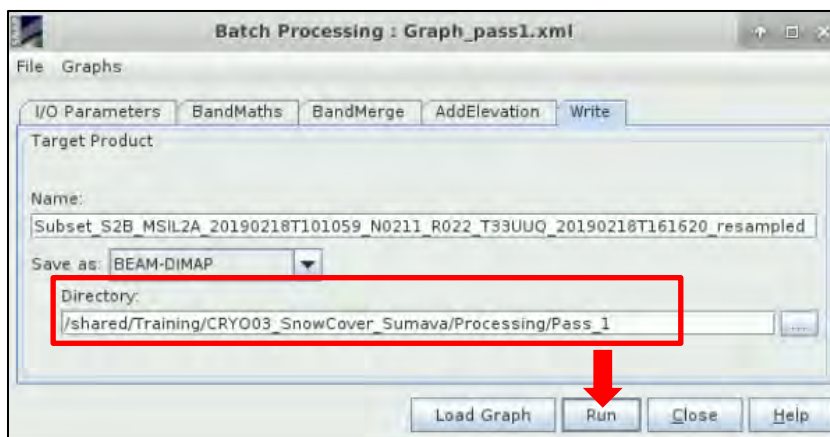 Batch Processing : Graph_pass1.xml
File Graphs
I/O Parameters BandMaths BandMerge AddElevation Write
Target Product
Name:
Subset_S2B_MSIL2A_20190218T101059_N0211_R022_T33UUQ_20190218T161620_resampled
Save as: BEAM-DIMAP
Directory:
/shared/Training/CRYO03_SnowCover_Sumava/Processing/Pass_1
...
Load Graph Run Close Help